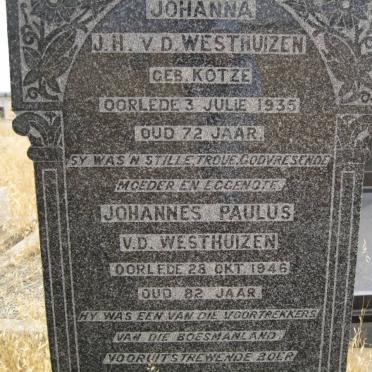 JOHANNA
J.H. V.D. WESTHUIZEN
GEB. KOTZE
OORLEDE 3 JULIE 1935
OUD 72 JAAR.
SY WAS 'N STILLE, TROUE, GODVRESENDE
MOEDER EN EGGENOTE.
JOHANNES PAULUS
V.D. WESTHUIZEN
OORLEDE 28 OKT. 1946
OUD 82 JAAR.
HY WAS EEN VAN DIE VOORTREKKERS
VAN DIE BOESMANLAND.
VOORUITSTREWENDE BOER